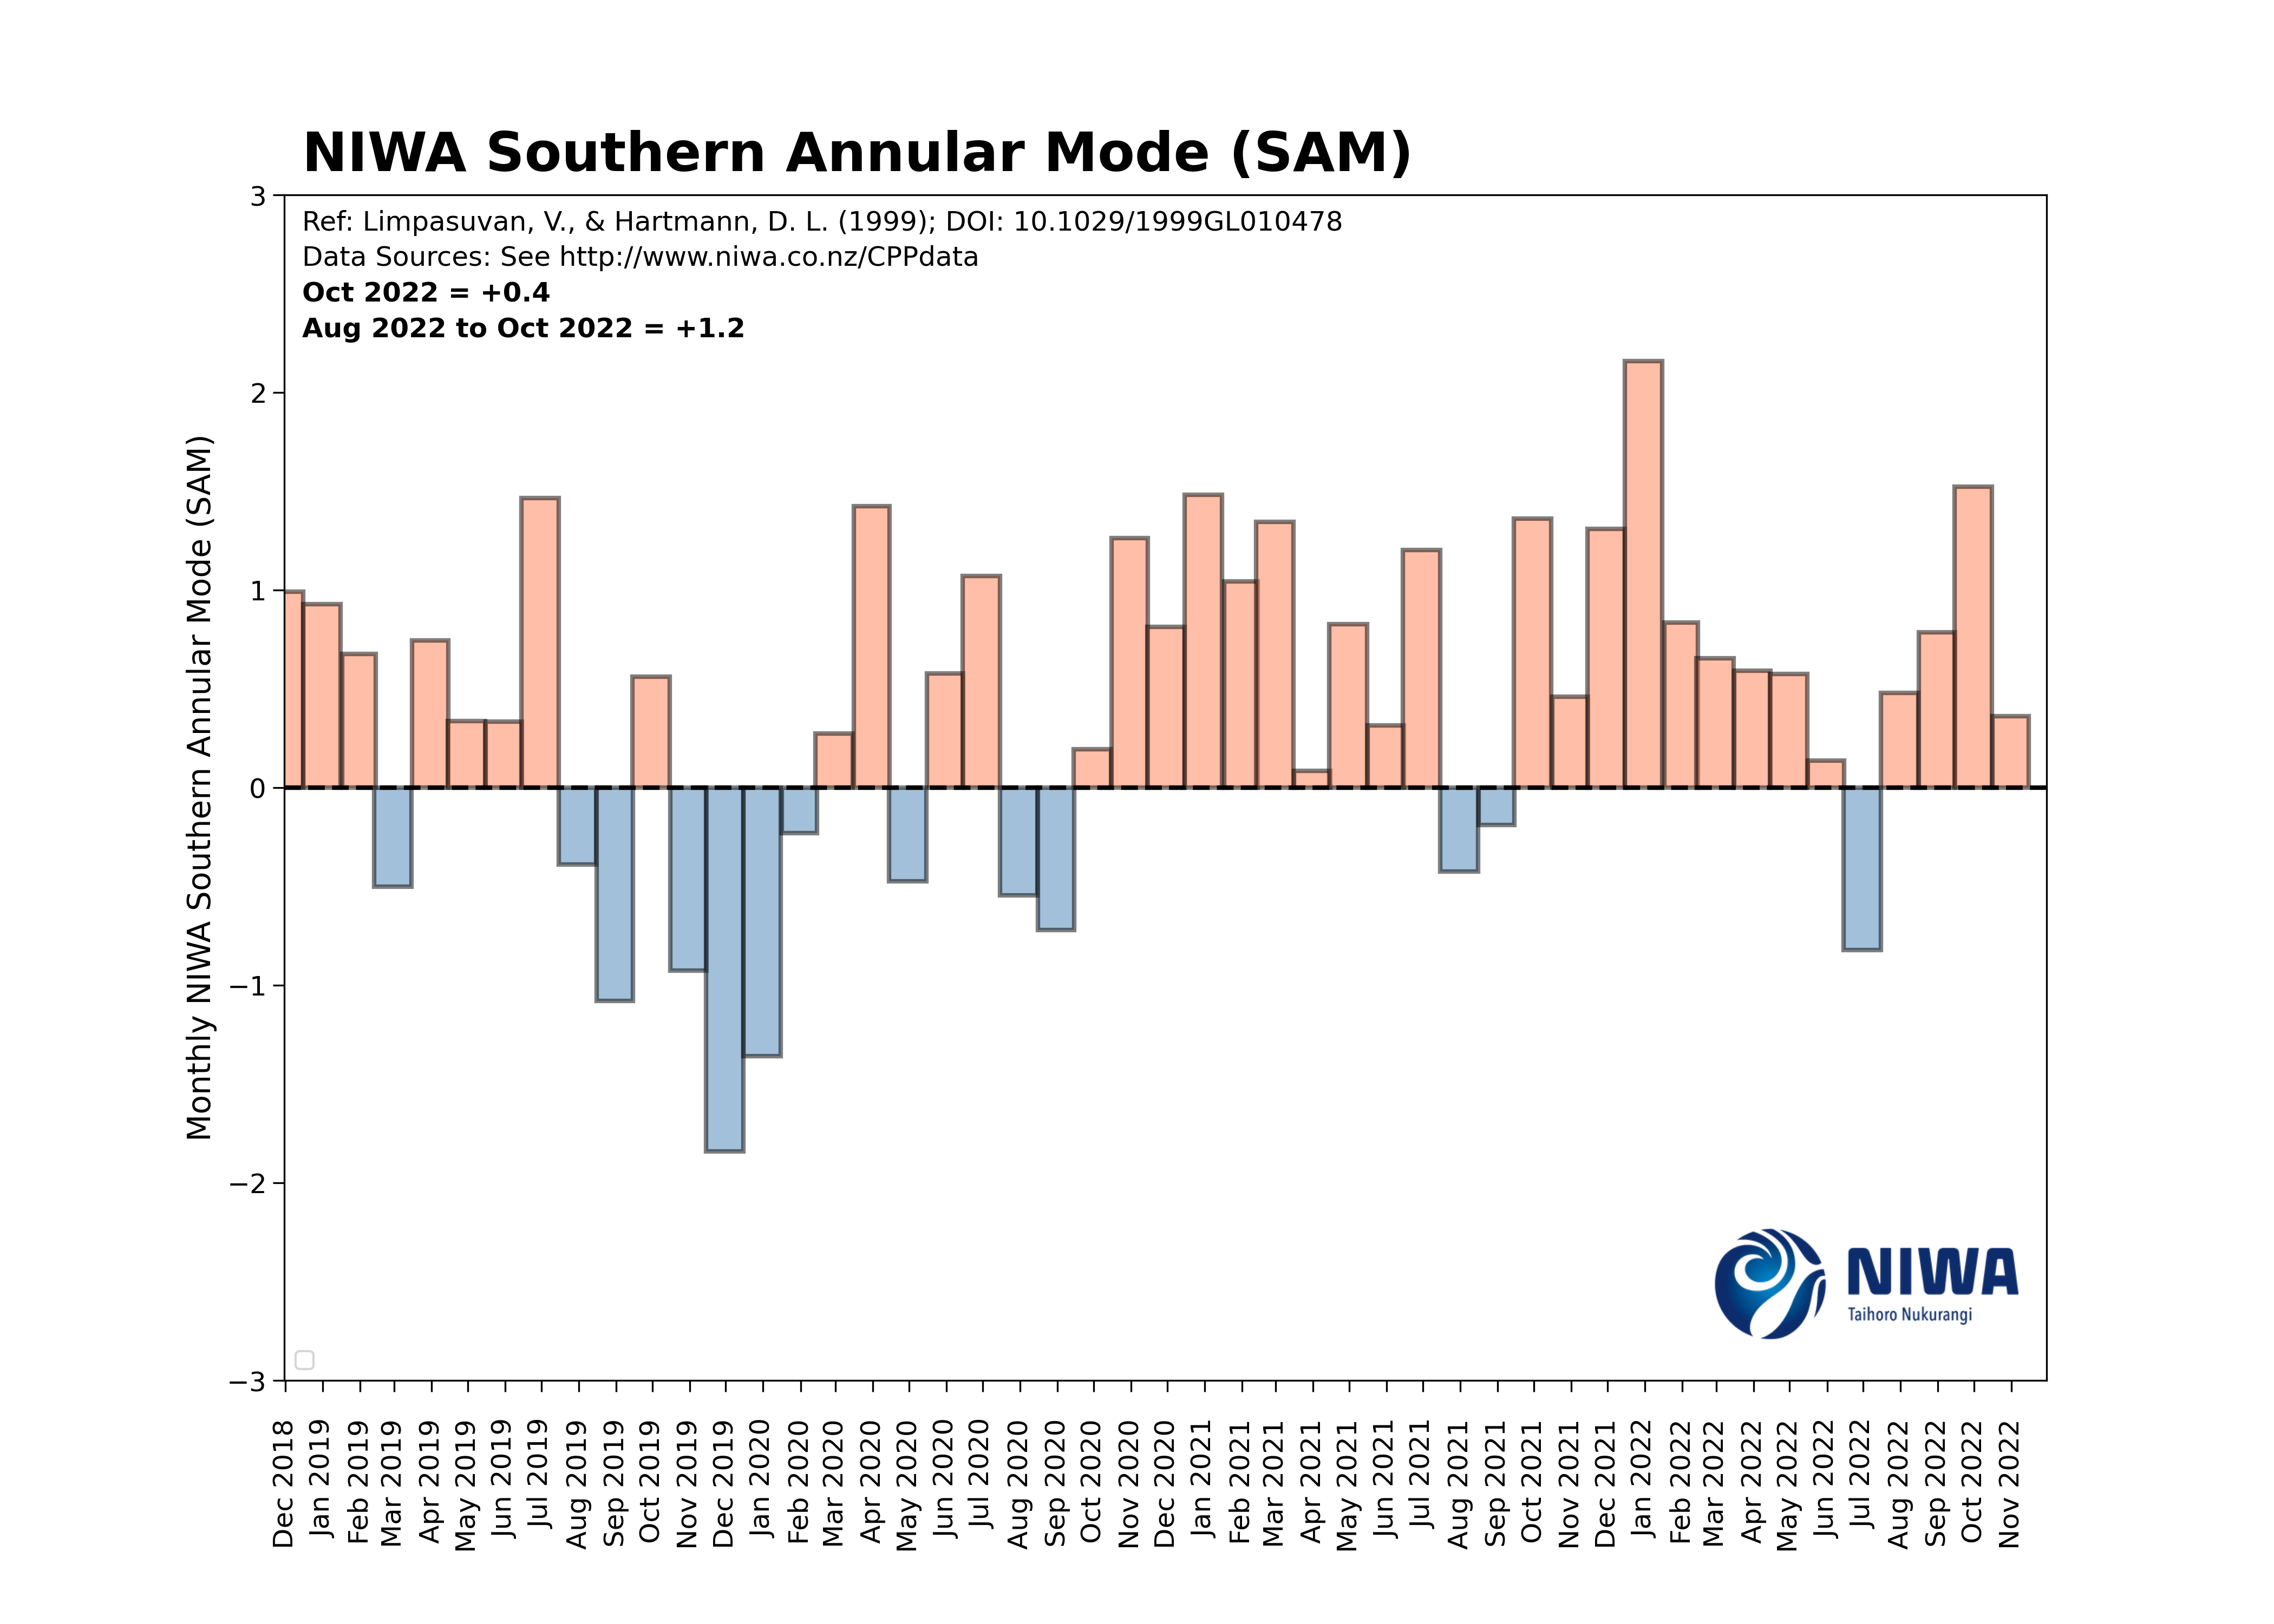 NIWA Southern Annular Mode (SAM)
Ref: Limpasuvan, V., & Hartmann, D. L. (1999); DOI: 10.1029/1999GL010478
Data Sources: See http://www.niwa.co.nz/CPPdata
Oct 2022 = +0.4
Aug 2022 to Oct 2022 = +1.2
Monthly NIWA Southern Annular Mode (SAM)
3
2
1
0
−1
−2
−3
NIWA
Taihoro Nukurangi
Dec 2018
Jan 2019
Feb 2019
Mar 2019
Apr 2019
May 2019
Jun 2019
Jul 2019
Aug 2019
Sep 2019
Oct 2019
Nov 2019
Dec 2019
Jan 2020
Feb 2020
Mar 2020
Apr 2020
May 2020
Jun 2020
Jul 2020
Aug 2020
Sep 2020
Oct 2020
Nov 2020
Dec 2020
Jan 2021
Feb 2021
Mar 2021
Apr 2021
May 2021
Jun 2021
Jul 2021
Aug 2021
Sep 2021
Oct 2021
Nov 2021
Dec 2021
Jan 2022
Feb 2022
Mar 2022
Apr 2022
May 2022
Jun 2022
Jul 2022
Aug 2022
Sep 2022
Oct 2022
Nov 2022